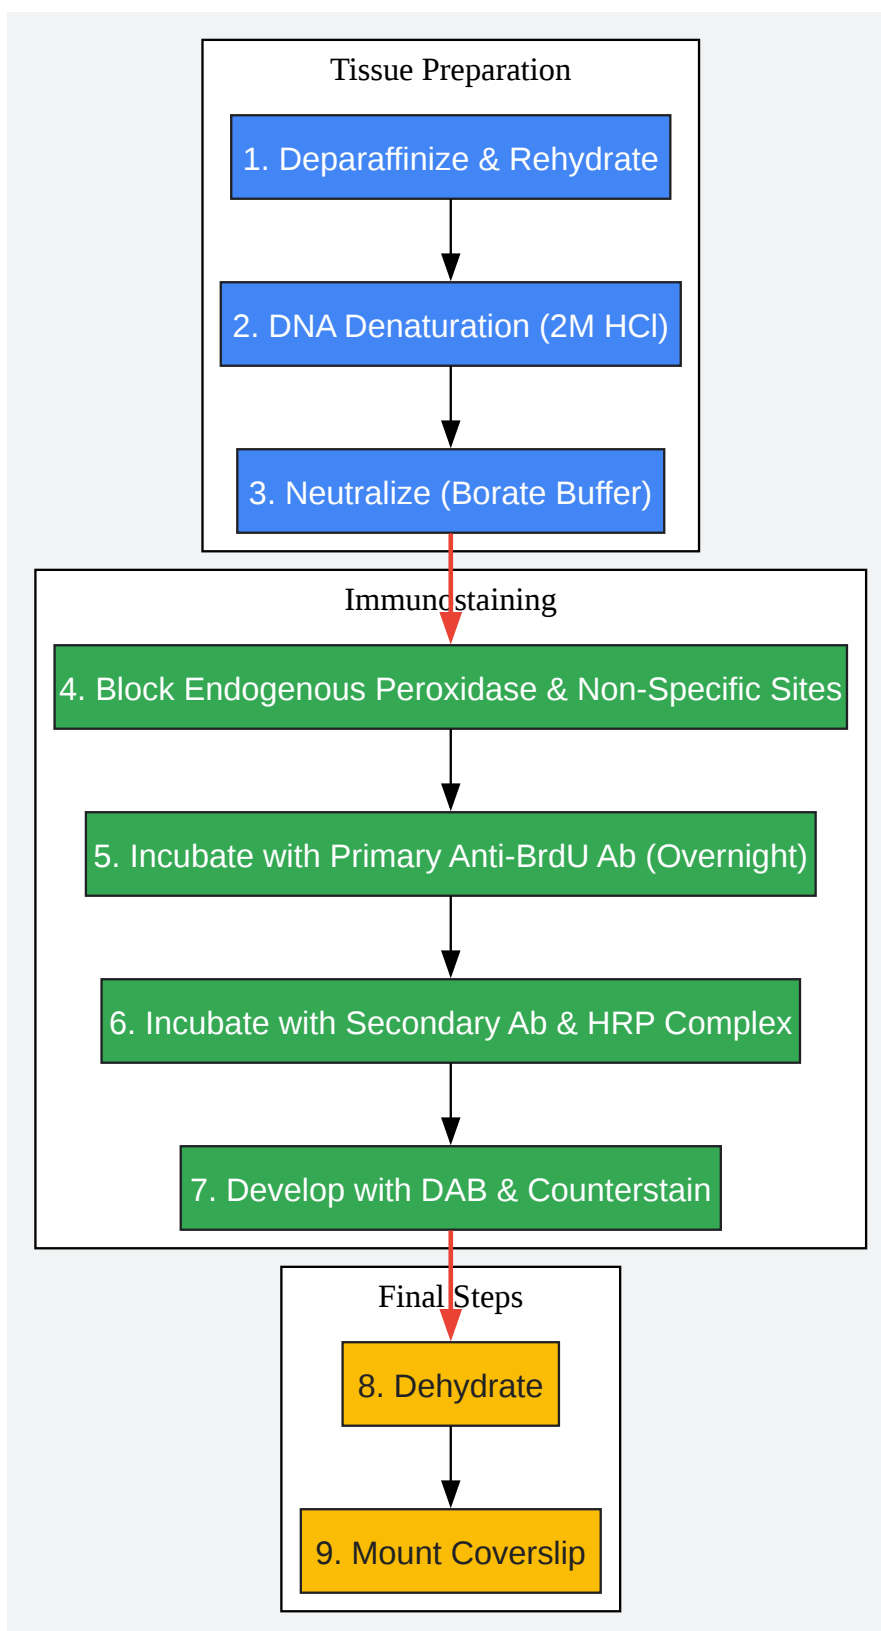 Tissue Preparation
1. Deparaffinize & Rehydrate
2. DNA Denaturation (2M HCl)
3. Neutralize (Borate Buffer)
Immunostaining
4. Block Endogenous Peroxidase & Non-Specific Sites
5. Incubate with Primary Anti-BrdU Ab (Overnight)
6. Incubate with Secondary Ab & HRP Complex
7. Develop with DAB & Counterstain
Final Steps
8. Dehydrate
9. Mount Coverslip